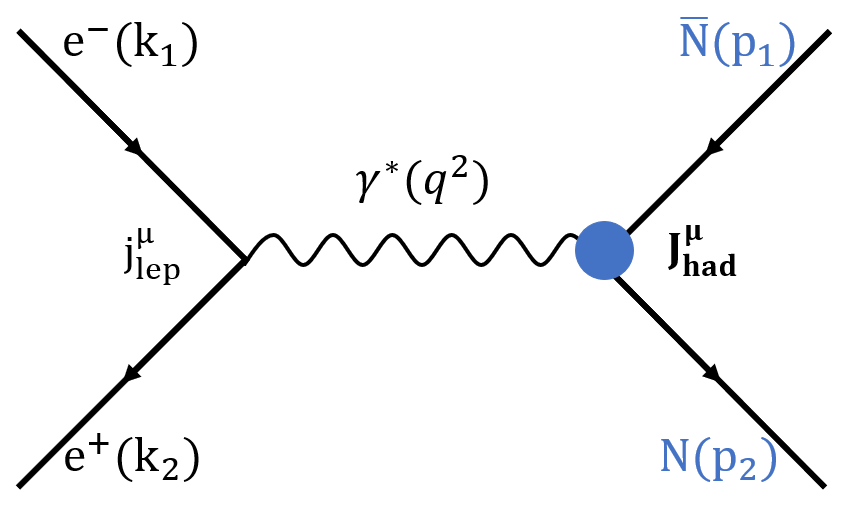 e⁻(k₁)
N̅(p₁)
γ*(q²)
j^μ_lep
J^μ_had
e⁺(k₂)
N(p₂)